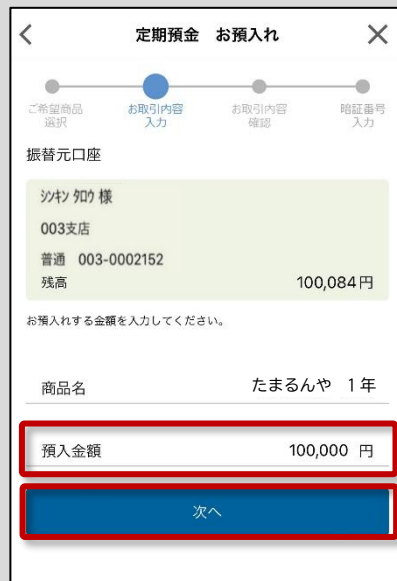 定期預金　お預入れ
ご希望商品
選択
お取引内容
入力
お取引内容
確認
暗証番号
入力
振替元口座
ｼﾝｷﾝ ﾀﾛｳ 様
003支店
普通　003-0002152
残高　100,084円
お預入れする金額を入力してください。
商品名　たまるんや　1年
預入金額　100,000 円
次へ